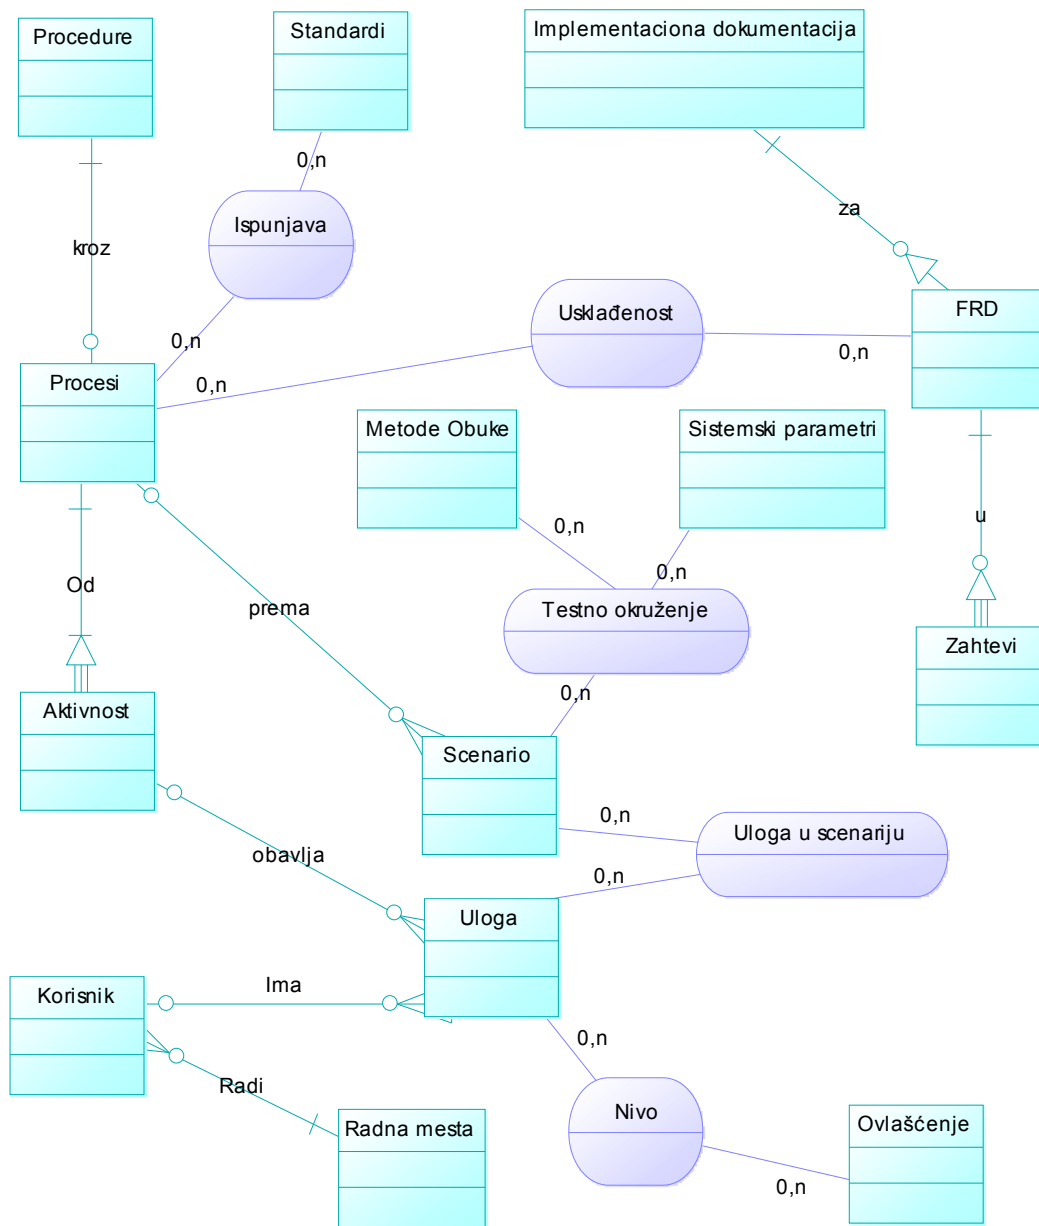 Procedure
Standardi
Implementaciona dokumentacija
0,n
za
Ispunjava
kroz
Usklađenost
FRD
0,n
0,n
0,n
Procesi
Metode Obuke
Sistemski parametri
0,n
u
0,n
Od
prema
Testno okruženje
Zahtevi
0,n
Aktivnost
Scenario
0,n
Uloga u scenariju
obavlja
0,n
Uloga
Ima
Korisnik
0,n
Radi
Nivo
Radna mesta
Ovlašćenje
0,n